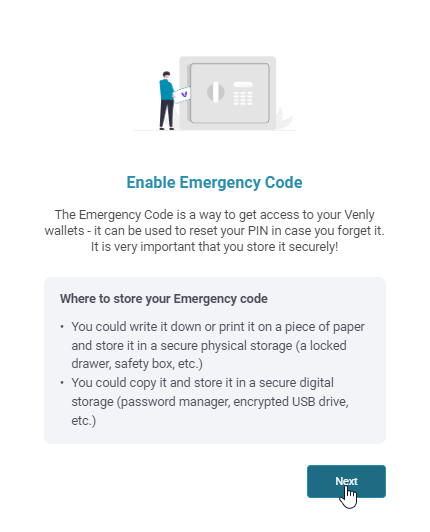 Enable Emergency Code
The Emergency Code is a way to get access to your Venly
wallets - it can be used to reset your PIN in case you forget it.
It is very important that you store it securely!
Where to store your Emergency code
• You could write it down or print it on a piece of paper
and store it in a secure physical storage (a locked
drawer, safety box, etc.)
• You could copy it and store it in a secure digital
storage (password manager, encrypted USB drive,
etc.)
Next